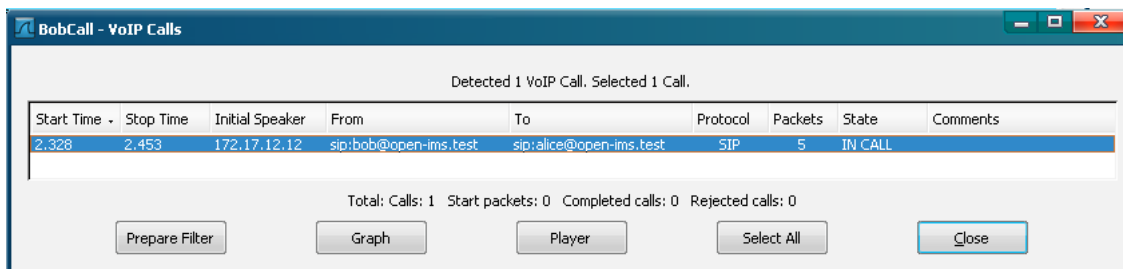 BobCall - VoIP Calls
Detected 1 VoIP Call. Selected 1 Call.
Start Time Stop Time Initial Speaker From To Protocol Packets State Comments
2.328 2.453 172.17.12.12 sip:bob@open-ims.test sip:alice@open-ims.test SIP 5 IN CALL
Total: Calls: 1 Start packets: 0 Completed calls: 0 Rejected calls: 0
Prepare Filter Graph Player Select All Close